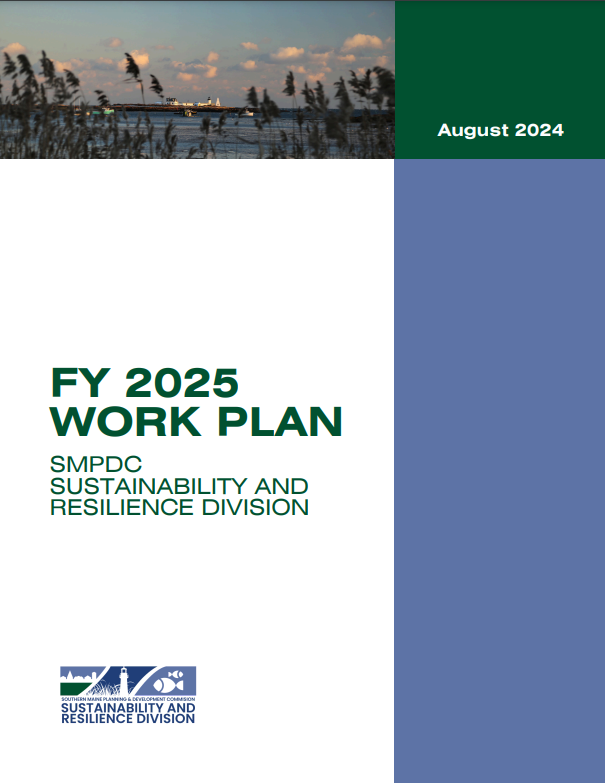 August 2024
FY 2025
WORK PLAN
SMPDC
SUSTAINABILITY AND
RESILIENCE DIVISION
SOUTHERN MAINE PLANNING & DEVELOPMENT COMMISION
SUSTAINABILITY AND
RESILIENCE DIVISION